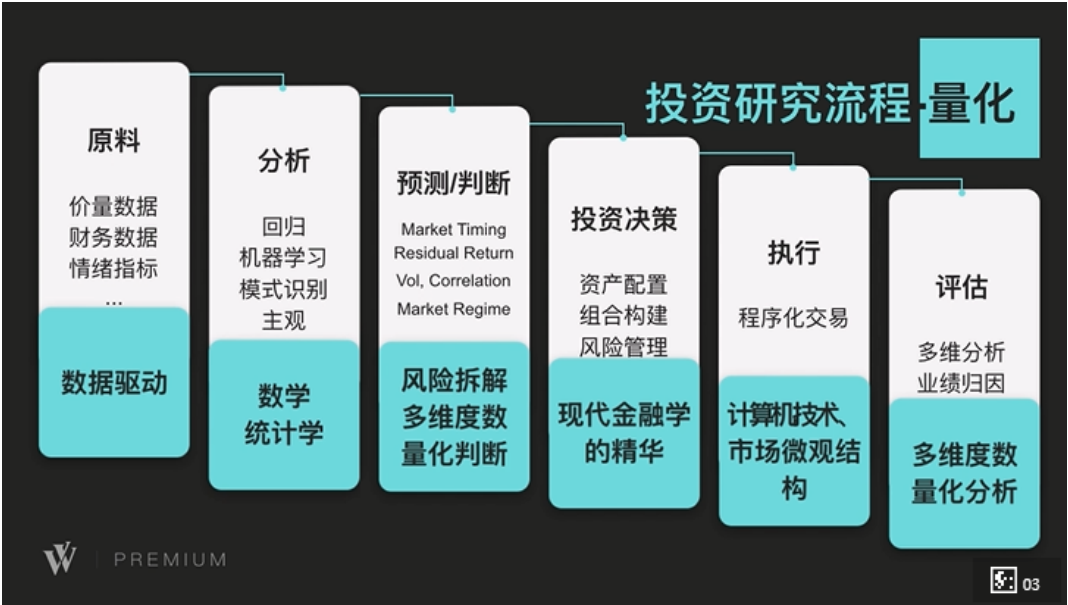 投资研究流程-量化
原料
价量数据
财务数据
情绪指标
...
数据驱动
分析
回归
机器学习
模式识别
主观
数学
统计学
预测/判断
Market Timing
Residual Return
Vol, Correlation
Market Regime
风险拆解
多维度数
量化判断
投资决策
资产配置
组合构建
风险管理
现代金融学
的精华
执行
程序化交易
计算机技术、
市场微观结
构
评估
多维分析
业绩归因
多维度数
量化分析
W | PREMIUM
03